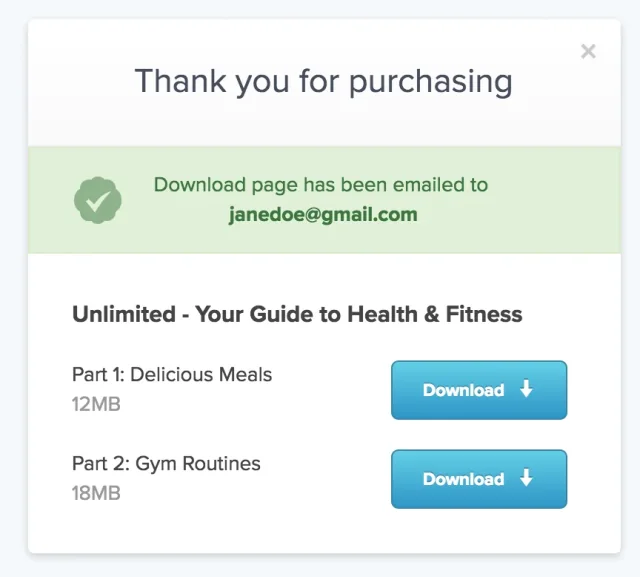 Thank you for purchasing
Download page has been emailed to
janedoe@gmail.com
Unlimited - Your Guide to Health & Fitness
Part 1: Delicious Meals
12MB
Download
Part 2: Gym Routines
18MB
Download